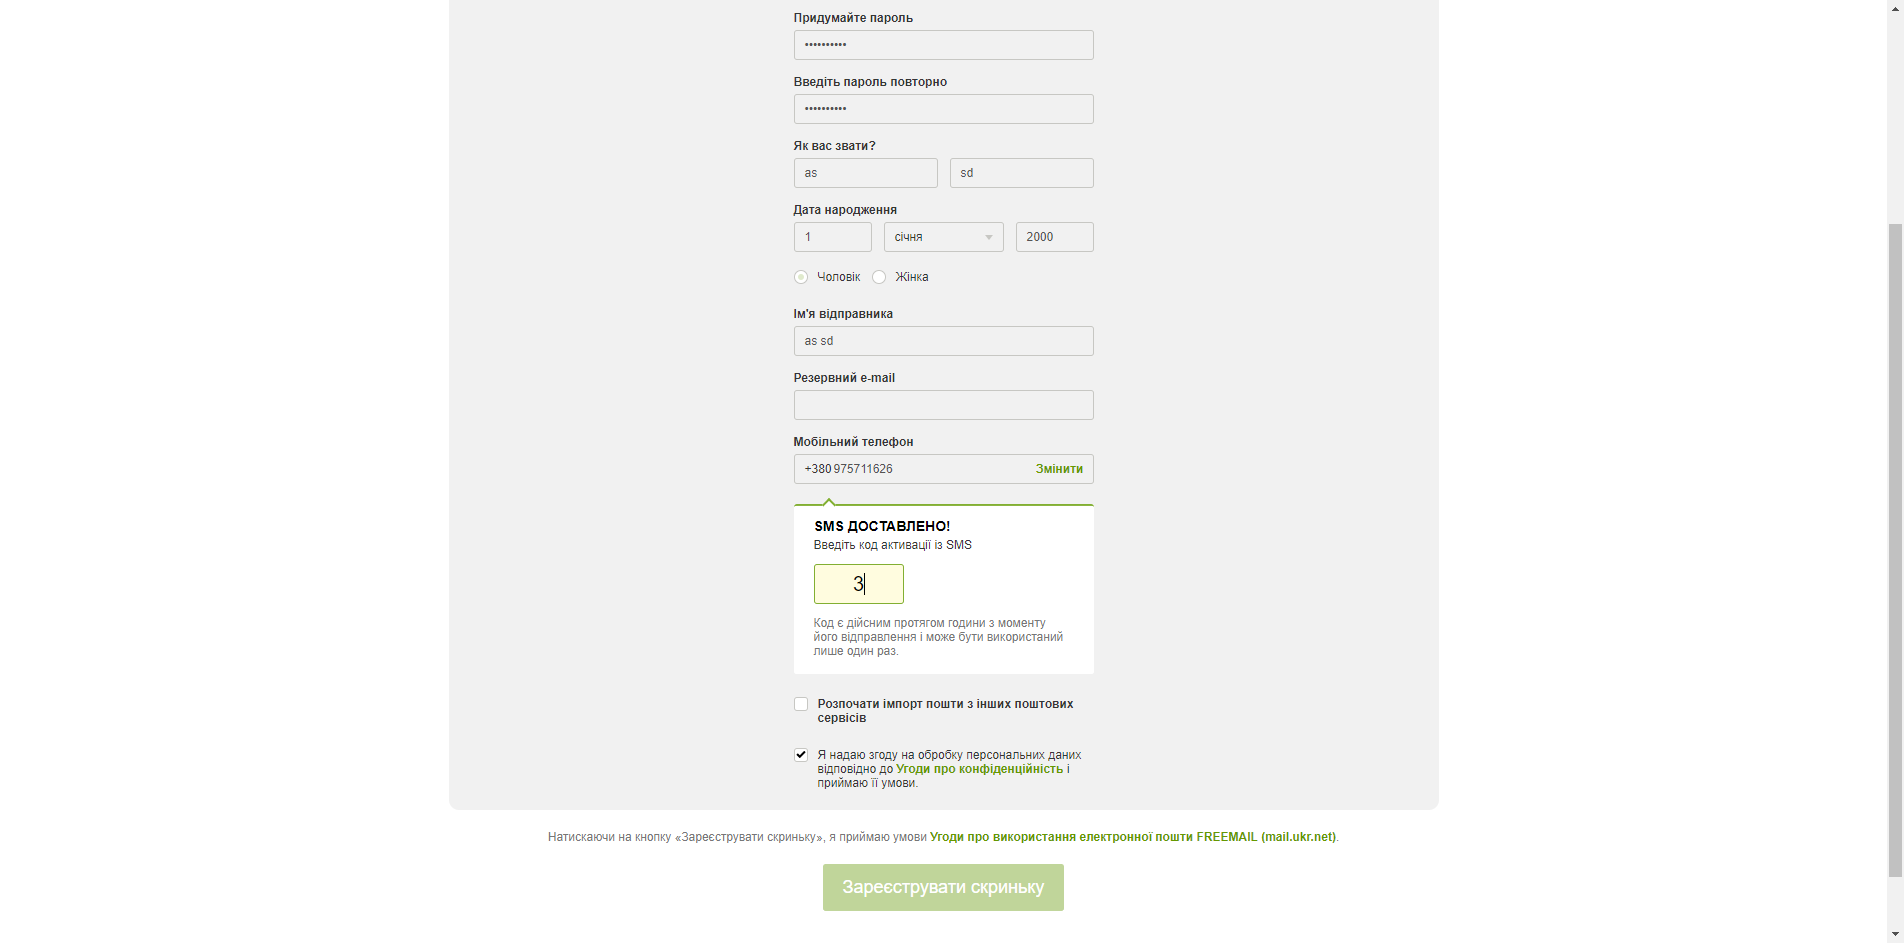 Придумайте пароль
••••••••••
Введіть пароль повторно
••••••••••
Як вас звати?
as sd
Дата народження
1 січня 2000
Чоловік Жінка
Ім'я відправника
as sd
Резервний e-mail
Мобільний телефон
+380 975711626 Змінити
SMS ДОСТАВЛЕНО!
Введіть код активації із SMS
3
Код є дійсним протягом години з моменту
його відправлення і може бути використаний
лише один раз.
Розпочати імпорт пошти з інших поштових
сервісів
Я надаю згоду на обробку персональних даних
відповідно до Угоди про конфіденційність і
приймаю її умови.
Натискаючи на кнопку «Зареєструвати скриньку», я приймаю умови Угоди про використання електронної пошти FREEMAIL (mail.ukr.net).
Зареєструвати скриньку